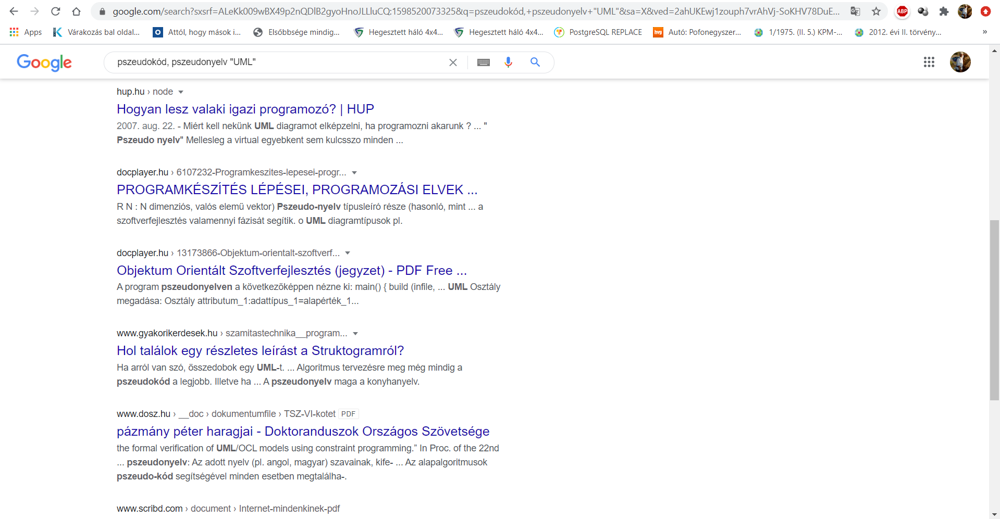 google.com/search?sxsrf=ALeKk009wBX49p2nQDlB2gyoHnoJLLluCQ:1598520073325&q=pszeudokód,+pszeudonyelv+"UML"&sa=X&ved=2ahUKEwj1zouph7vrAhVj-SoKHV78DuE...
ABP
Apps Várakozás bal oldal... Attól, hogy mások i... Elsőbbsége mindig... Hegesztett háló 4x4... Hegesztett háló 4x4... PostgreSQL REPLACE hvg Autó: Pofonegyszer... 1/1975. (II. 5.) KPM-... 2012. évi II. törvény... »
Google pszeudokód, pszeudonyelv "UML"
hup.hu › node
Hogyan lesz valaki igazi programozó? | HUP
2007. aug. 22. - Miért kell nekünk UML diagramot elképzelni, ha programozni akarunk ? ... "
Pszeudo nyelv" Mellesleg a virtual egyebkent sem kulcsszo minden ...
docplayer.hu › 6107232-Programkeszites-lepesei-progr...
PROGRAMKÉSZÍTÉS LÉPÉSEI, PROGRAMOZÁSI ELVEK ...
R N : N dimenziós, valós elemű vektor) Pszeudo-nyelv típusleíró része (hasonló, mint ... a
szoftverfejlesztés valamennyi fázisát segítik. o UML diagramtípusok pl.
docplayer.hu › 13173866-Objektum-orientalt-szoftverf...
Objektum Orientált Szoftverfejlesztés (jegyzet) - PDF Free ...
A program pszeudonyelven a következőképpen nézne ki: main() { build (infile, ... UML Osztály
megadása: Osztály attributum_1:adattípus_1=alapérték_1...
www.gyakorikerdesek.hu › szamitastechnika__program...
Hol találok egy részletes leírást a Struktogramról?
Ha arról van szó, összedobok egy UML-t. ... Algoritmus tervezésre meg még mindig a
pszeudokód a legjobb. Illetve ha ... A pszeudonyelv maga a konyhanyelv.
www.dosz.hu › __doc › dokumentumfile › TSZ-VI-kotet PDF
pázmány péter haragjai - Doktoranduszok Országos Szövetsége
the formal verification of UML/OCL models using constraint programming.” In Proc. of the 22nd
... pszeudonyelv: Az adott nyelv (pl. angol, magyar) szavainak, kife- ... Az alapalgoritmusok
pszeudo-kód segítségével minden esetben megtalálha-.
www.scribd.com › document › Internet-mindenkinek-pdf